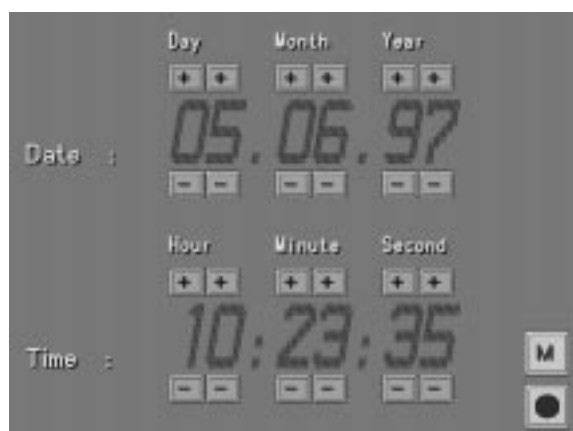 Day Month Year
+ + + + + +
Date : 05.06.97
- - - - - -
Hour Minute Second
+ + + + + +
Time : 10:23:35
- - - - - -
M